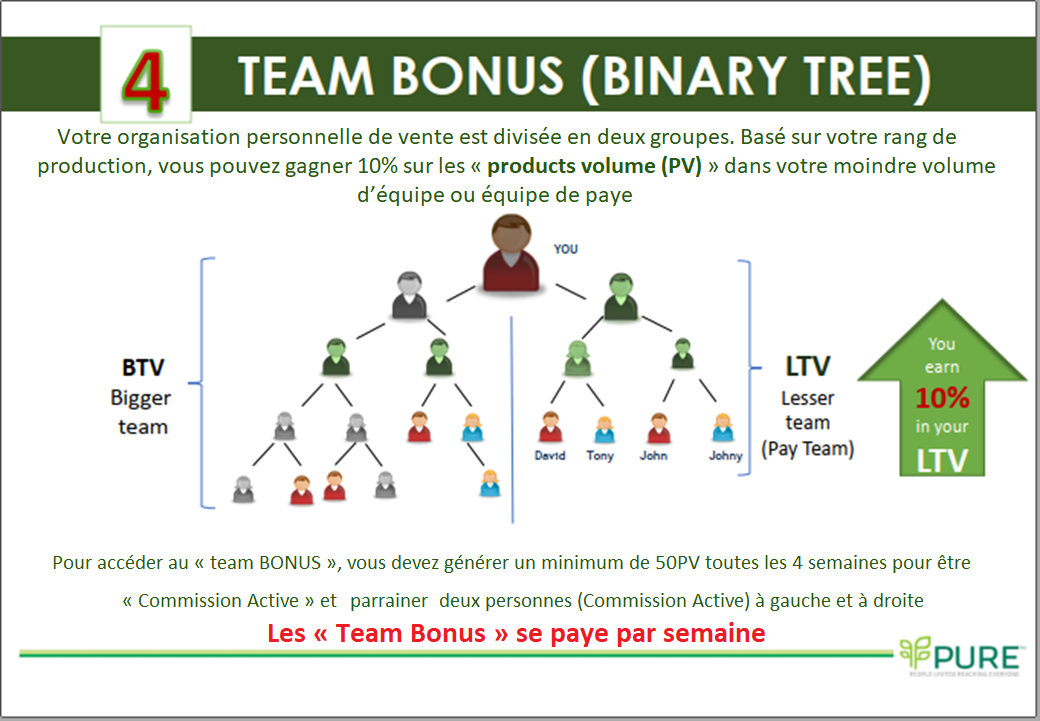 4
TEAM BONUS (BINARY TREE)
Votre organisation personnelle de vente est divisée en deux groupes. Basé sur votre rang de
production, vous pouvez gagner 10% sur les « products volume (PV) » dans votre moindre volume
d’équipe ou équipe de paye
YOU
BTV
Bigger
team
David
Tony
John
Johny
LTV
Lesser
team
(Pay Team)
You
earn
10%
in your
LTV
Pour accéder au « team BONUS », vous devez générer un minimum de 50PV toutes les 4 semaines pour être
« Commission Active » et parrainer deux personnes (Commission Active) à gauche et à droite
Les « Team Bonus » se paye par semaine
PURE
PEOPLE UNITED REACHING EVERYONE